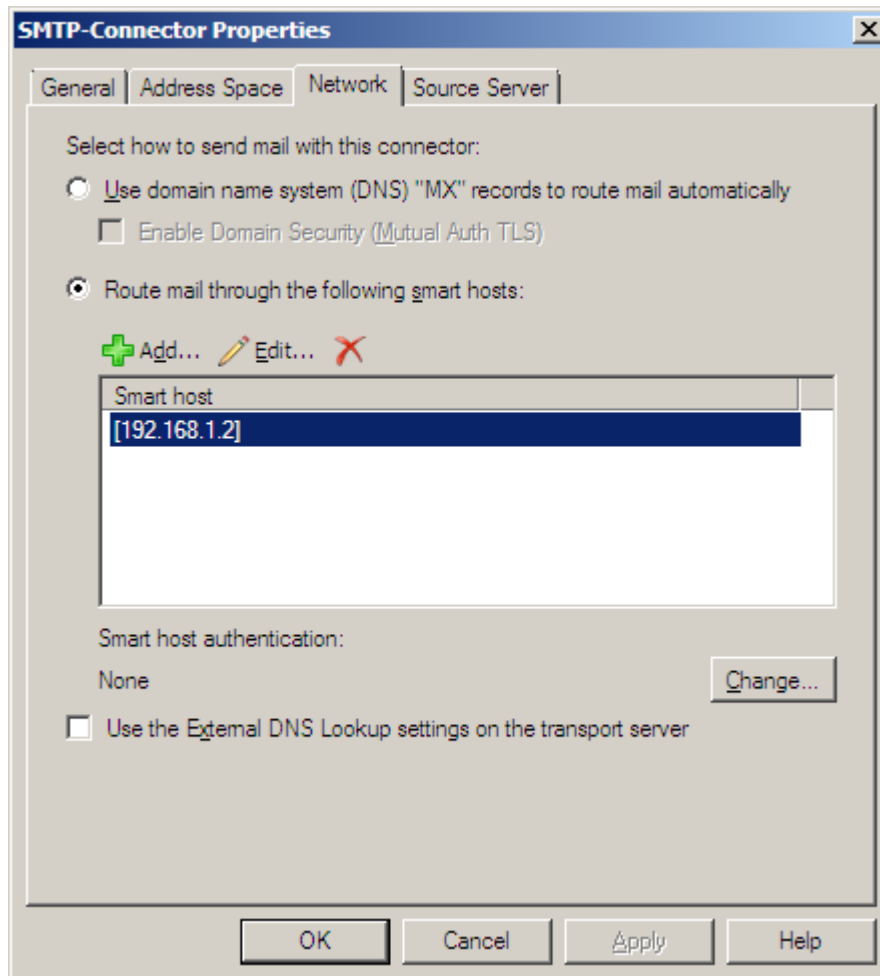 SMTP-Connector Properties
General Address Space Network Source Server
Select how to send mail with this connector:
Use domain name system (DNS) "MX" records to route mail automatically
Enable Domain Security (Mutual Auth TLS)
Route mail through the following smart hosts:
Add... Edit...
Smart host
[192.168.1.2]
Smart host authentication:
None Change...
Use the External DNS Lookup settings on the transport server
OK Cancel Apply Help